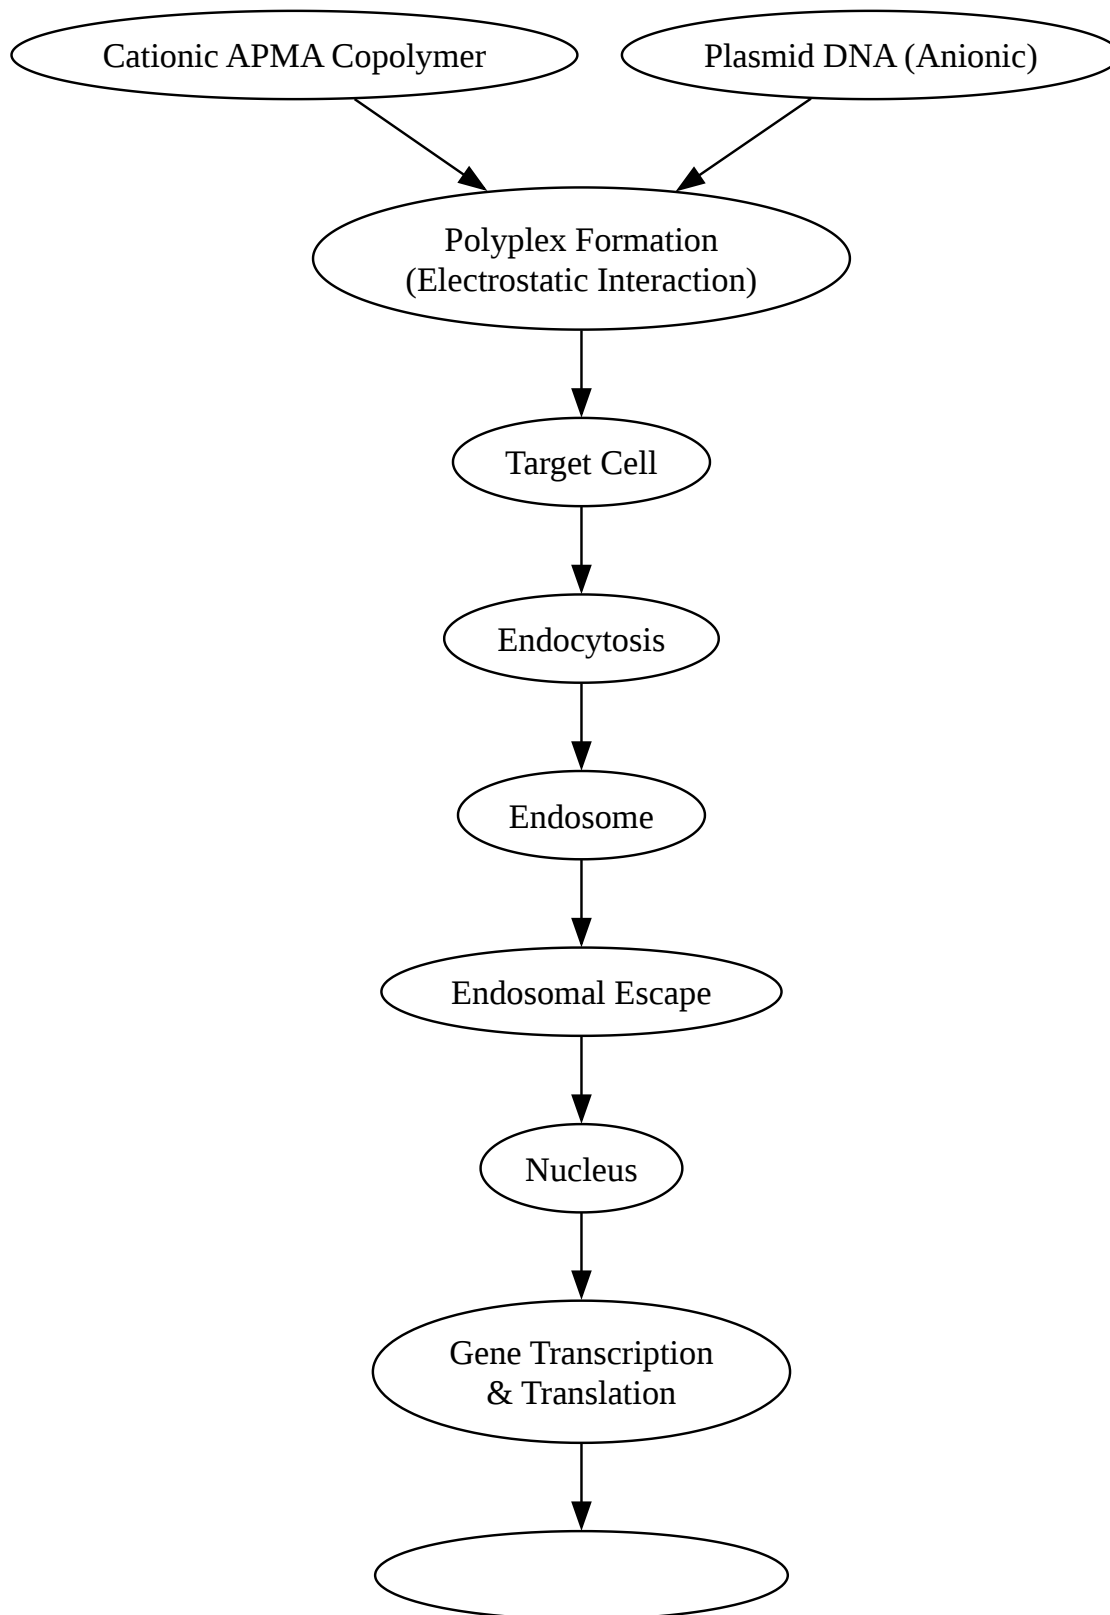 Cationic APMA Copolymer
Plasmid DNA (Anionic)
Polyplex Formation
(Electrostatic Interaction)
Target Cell
Endocytosis
Endosome
Endosomal Escape
Nucleus
Gene Transcription
& Translation